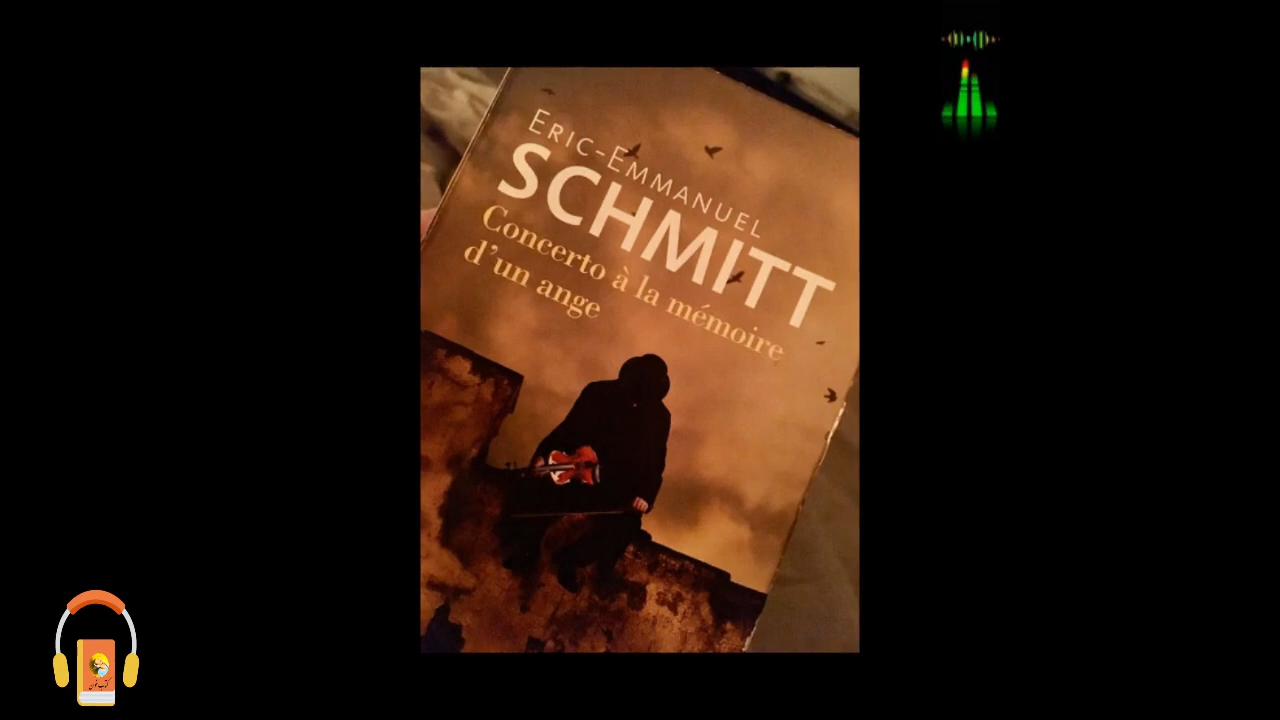 ERIC-EMMANUEL
SCHMITT
Concerto à la mémoire
d'un ange